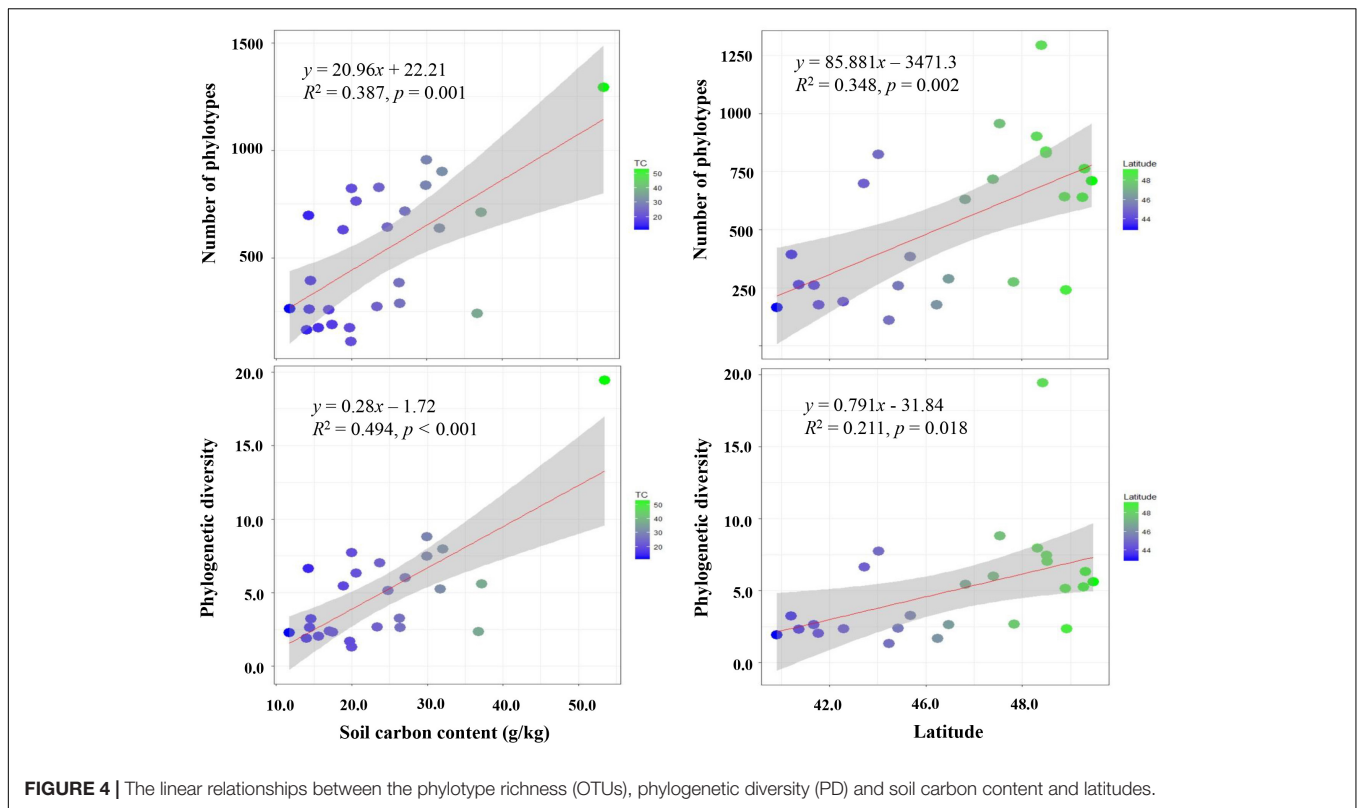 1500
1000
500
Number of phylotypes
y = 20.96x + 22.21
R² = 0.387, p = 0.001
TC
50
40
30
20
1250
1000
750
500
250
Number of phylotypes
y = 85.881x – 3471.3
R² = 0.348, p = 0.002
Latitude
48
46
44
20.0
15.0
10.0
5.0
0.0
Phylogenetic diversity
y = 0.28x – 1.72
R² = 0.494, p < 0.001
TC
50
40
30
20
10.0 20.0 30.0 40.0 50.0
Soil carbon content (g/kg)
20.0
15.0
10.0
5.0
0.0
Phylogenetic diversity
y = 0.791x - 31.84
R² = 0.211, p = 0.018
Latitude
48
46
44
42.0 46.0 48.0
Latitude
FIGURE 4 | The linear relationships between the phylotype richness (OTUs), phylogenetic diversity (PD) and soil carbon content and latitudes.